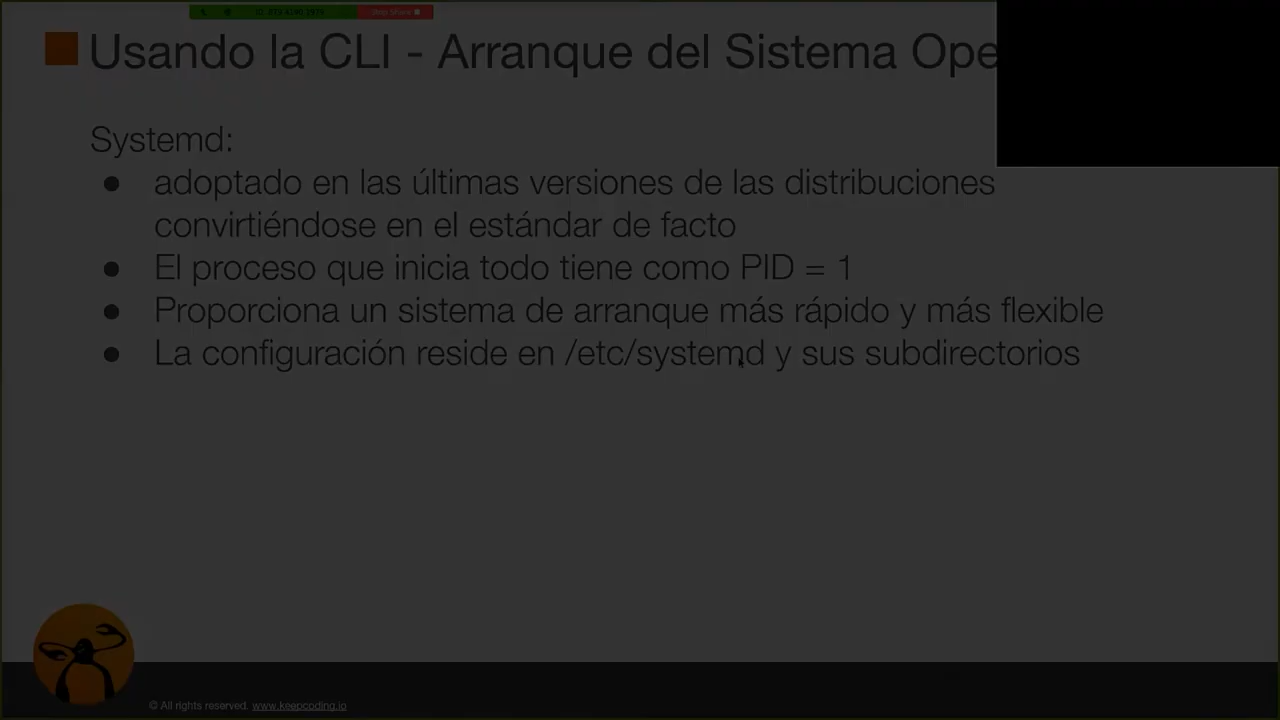 Usando la CLI - Arranque del Sistema Ope
Systemd:
● adoptado en las últimas versiones de las distribuciones
convirtiéndose en el estándar de facto
● El proceso que inicia todo tiene como PID = 1
● Proporciona un sistema de arranque más rápido y más flexible
● La configuración reside en /etc/systemd y sus subdirectorios
© All rights reserved. www.keepcoding.io